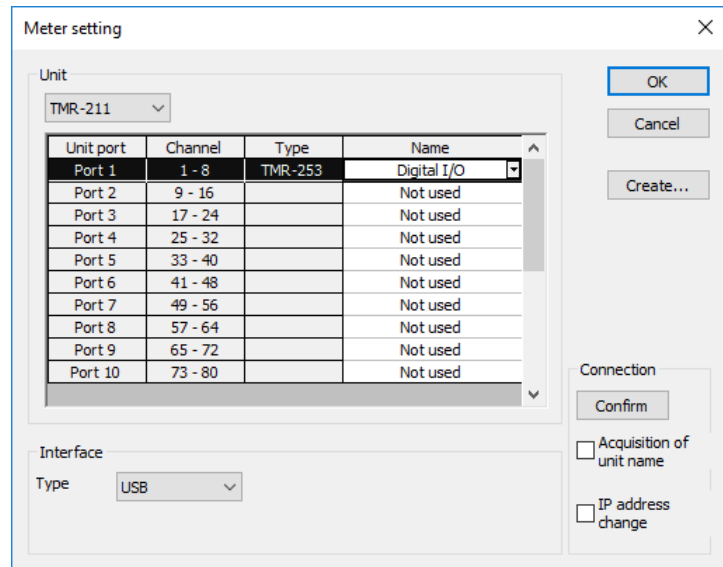 Meter setting
Unit
TMR-211
Unit port Channel Type Name
Port 1 1 - 8 TMR-253 Digital I/O
Port 2 9 - 16 Not used
Port 3 17 - 24 Not used
Port 4 25 - 32 Not used
Port 5 33 - 40 Not used
Port 6 41 - 48 Not used
Port 7 49 - 56 Not used
Port 8 57 - 64 Not used
Port 9 65 - 72 Not used
Port 10 73 - 80 Not used
OK
Cancel
Create...
Interface
Type USB
Connection
Confirm
Acquisition of
unit name
IP address
change